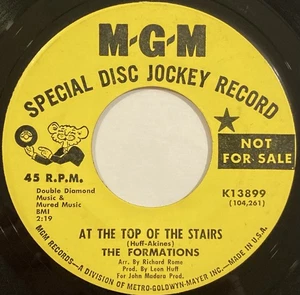 M-G-M
SPECIAL DISC JOCKEY RECORD
NOT
FOR SALE
45 R.P.M.
Double Diamond
Music &
Mured Music
BMI
2:19
K13899
(104,261)
AT THE TOP OF THE STAIRS
(Huff-Akines)
THE FORMATIONS
Arr. By Richard Rome
Prod. By Leon Huff
For John Madara Prod.
MGM RECORDS—A DIVISION OF METRO-GOLDWYN-MAYER INC.—MADE IN U.S.A.